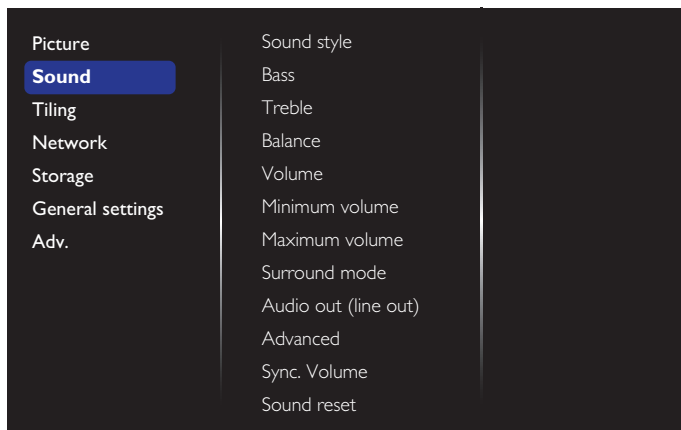 Picture
Sound
Tiling
Network
Storage
General settings
Adv.
Sound style
Bass
Treble
Balance
Volume
Minimum volume
Maximum volume
Surround mode
Audio out (line out)
Advanced
Sync. Volume
Sound reset